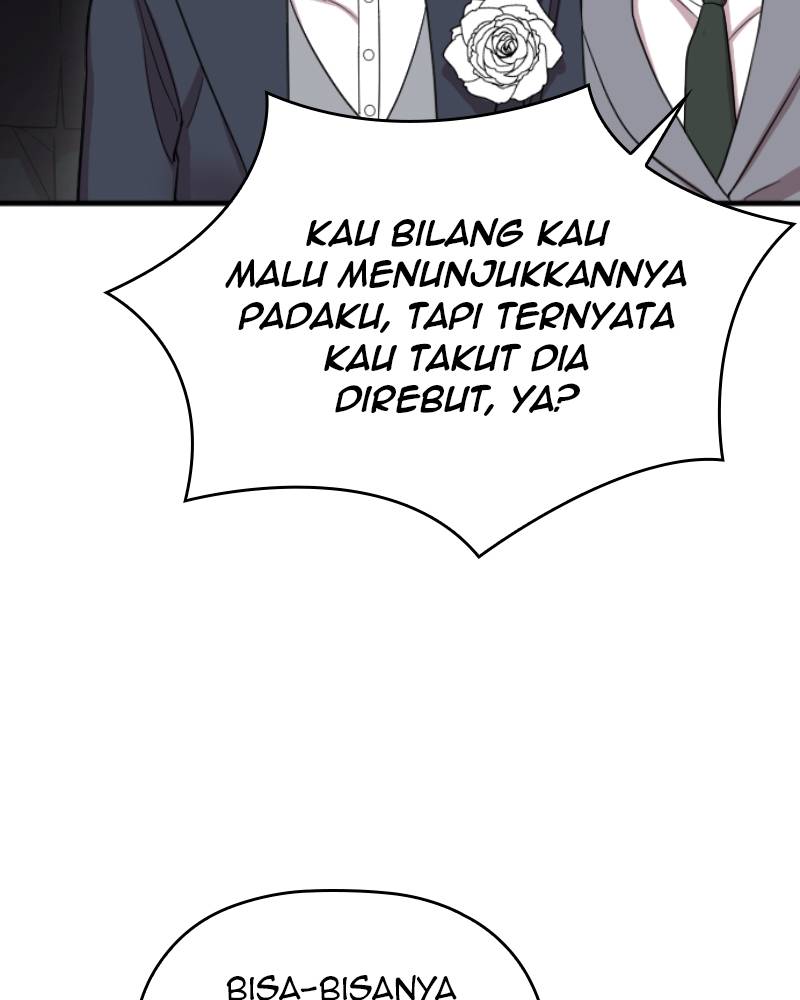 KAU BILANG KAU
MALU MENUNJUKKANNYA
PADAKU, TAPI TERNYATA
KAU TAKUT DIA
DIREBUT, YA?
BISA-BISANYA